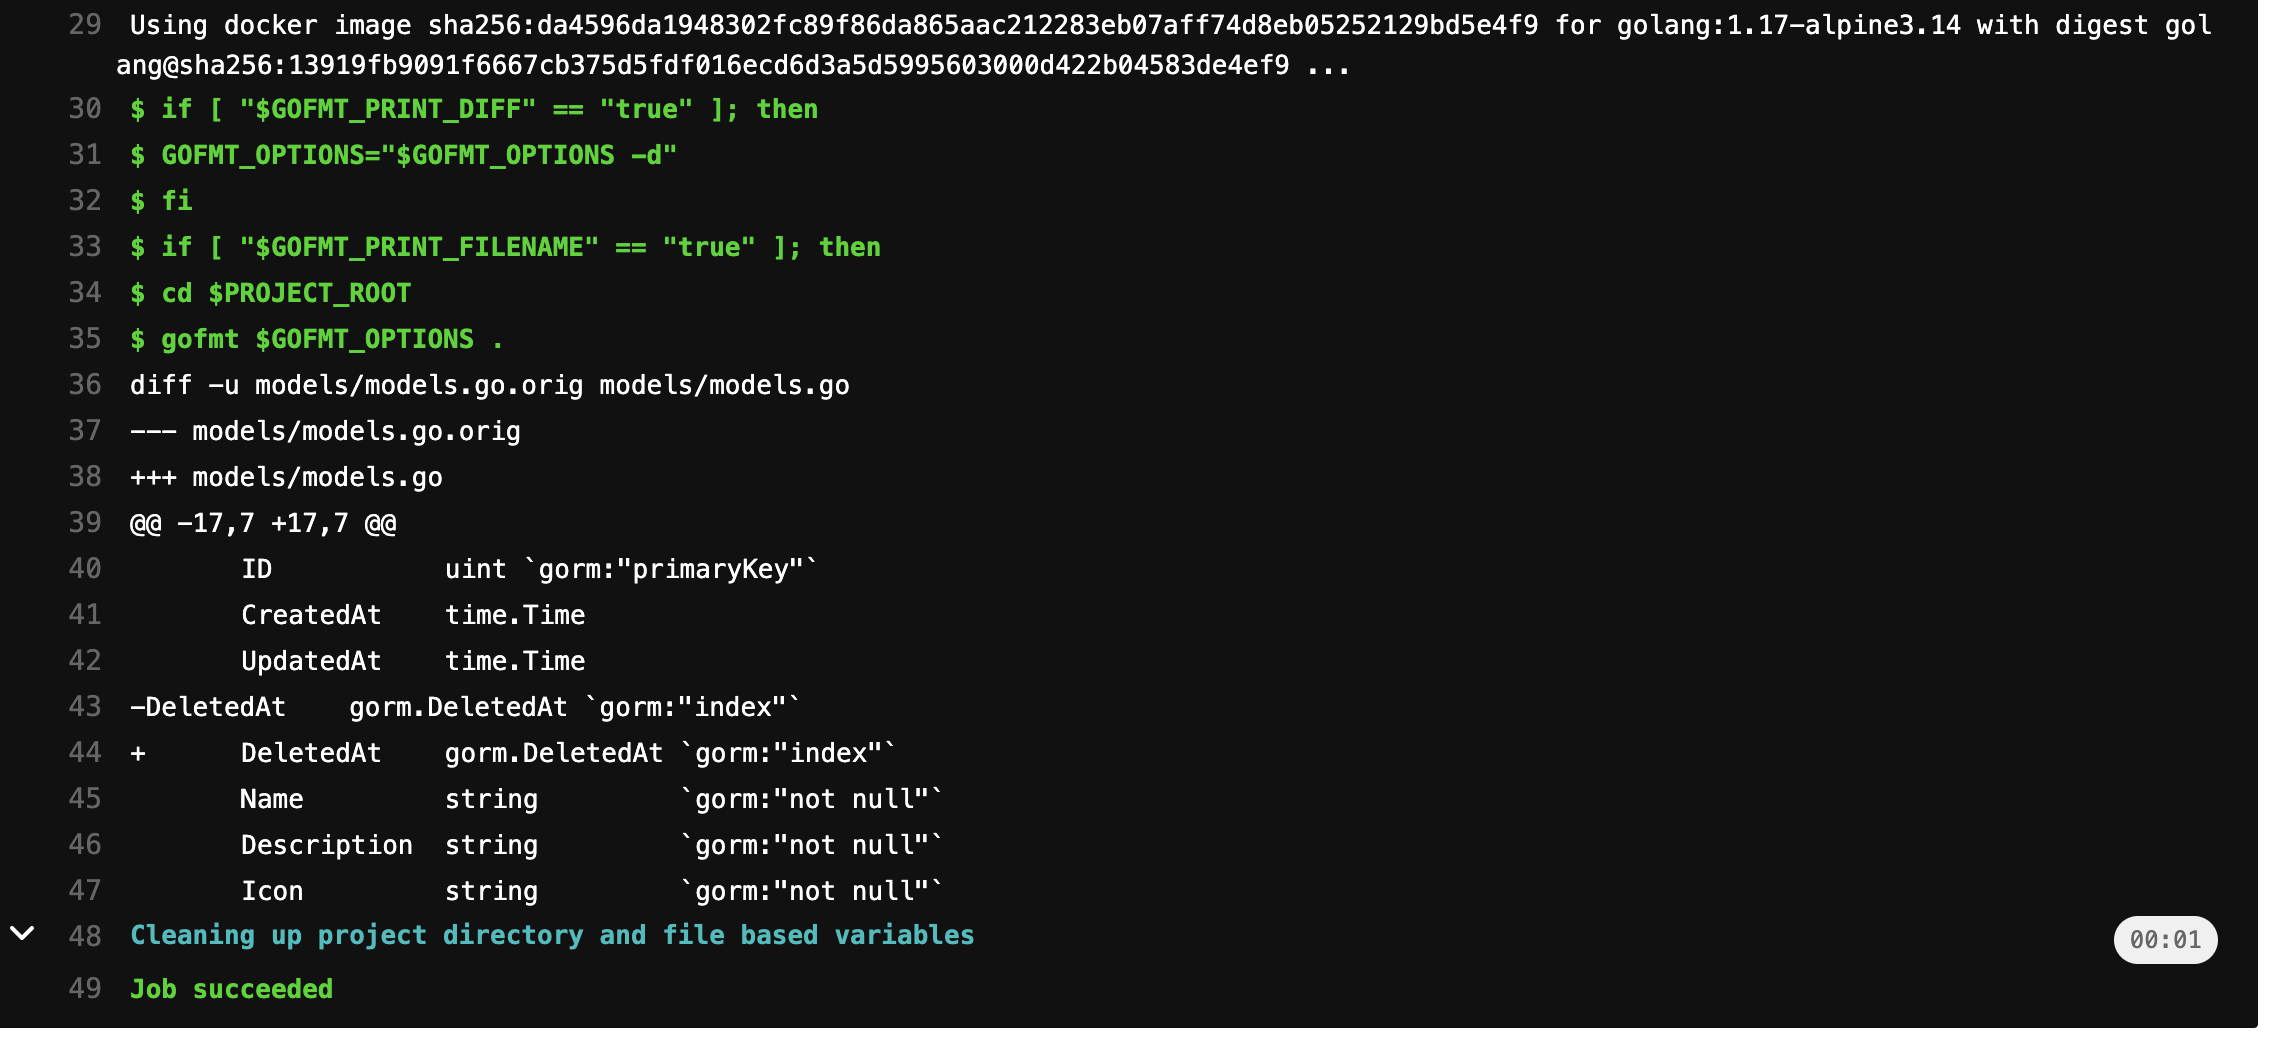 29 Using docker image sha256:da4596da1948302fc89f86da865aac212283eb07aff74d8eb05252129bd5e4f9 for golang:1.17-alpine3.14 with digest gol
ang@sha256:13919fb9091f6667cb375d5fdf016ecd6d3a5d5995603000d422b04583de4ef9 ...
30 $ if [ "$GOFMT_PRINT_DIFF" == "true" ]; then
31 $ GOFMT_OPTIONS="$GOFMT_OPTIONS -d"
32 $ fi
33 $ if [ "$GOFMT_PRINT_FILENAME" == "true" ]; then
34 $ cd $PROJECT_ROOT
35 $ gofmt $GOFMT_OPTIONS .
36 diff -u models/models.go.orig models/models.go
37 --- models/models.go.orig
38 +++ models/models.go
39 @@ -17,7 +17,7 @@
40        ID           uint `gorm:"primaryKey"`
41        CreatedAt    time.Time
42        UpdatedAt    time.Time
43 -DeletedAt    gorm.DeletedAt `gorm:"index"`
44 +      DeletedAt    gorm.DeletedAt `gorm:"index"`
45        Name         string         `gorm:"not null"`
46        Description  string         `gorm:"not null"`
47        Icon         string         `gorm:"not null"`
48 Cleaning up project directory and file based variables 00:01
49 Job succeeded